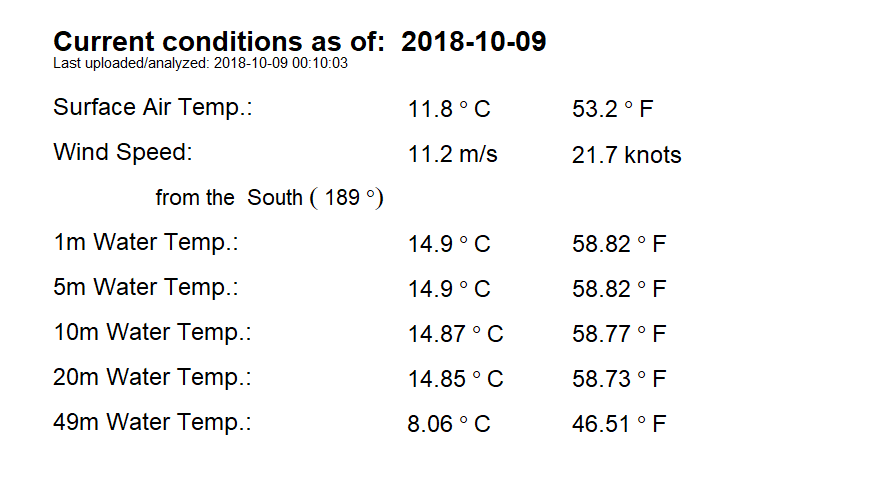 Current conditions as of: 2018-10-09
Last uploaded/analyzed: 2018-10-09 00:10:03
Surface Air Temp.: 11.8 ° C 53.2 ° F
Wind Speed: 11.2 m/s 21.7 knots
from the South ( 189 °)
1m Water Temp.: 14.9 ° C 58.82 ° F
5m Water Temp.: 14.9 ° C 58.82 ° F
10m Water Temp.: 14.87 ° C 58.77 ° F
20m Water Temp.: 14.85 ° C 58.73 ° F
49m Water Temp.: 8.06 ° C 46.51 ° F